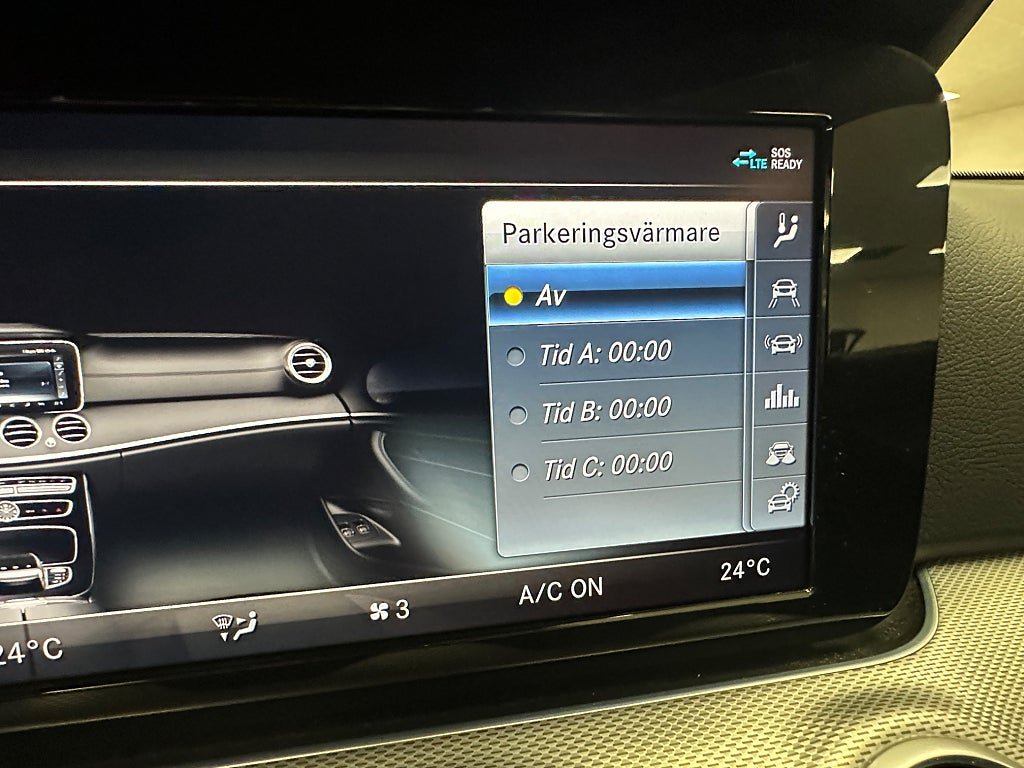 SOS
LTE READY
Parkeringsvärmare
Av
Tid A: 00:00
Tid B: 00:00
Tid C: 00:00
24°C
3
A/C ON
24°C